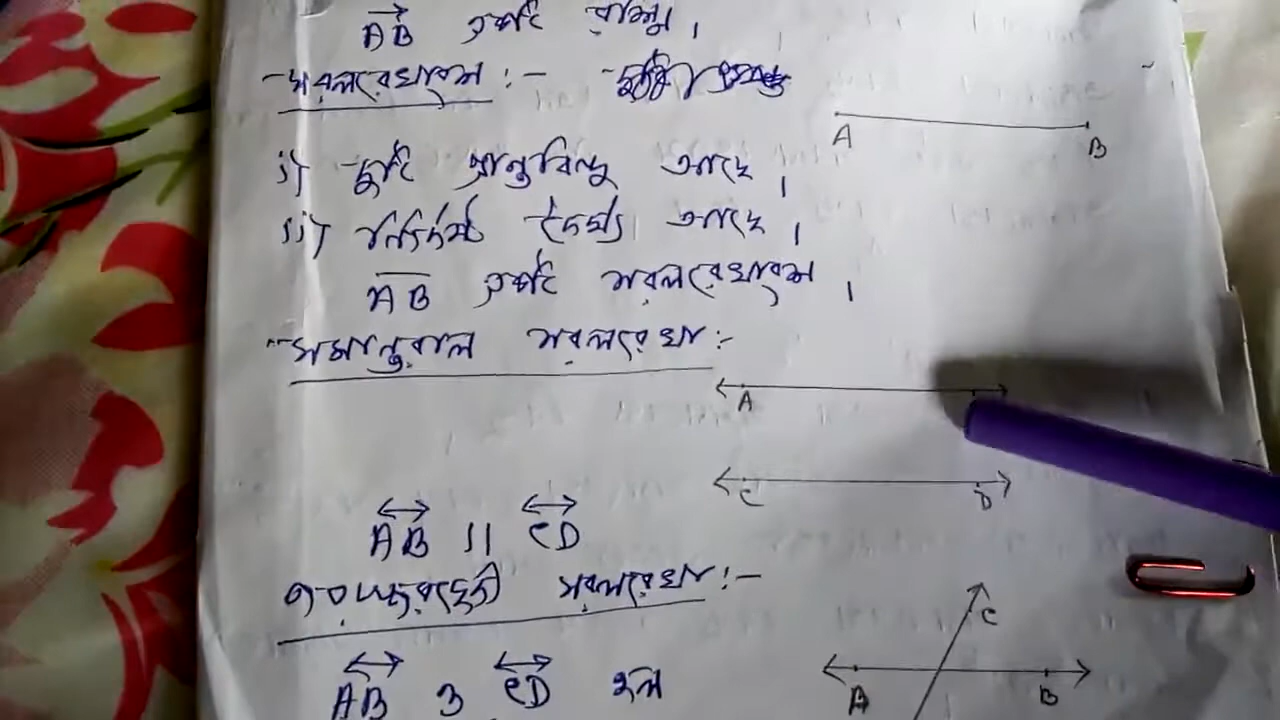 AB একটি রশ্মি।
সরলরেখাংশ :-
A B
i) দুটি প্রান্তবিন্দু আছে।
ii) নির্দিষ্ট দৈর্ঘ্য আছে।
AB একটি সরলরেখাংশ।
সমান্তরাল সরলরেখা :-
A
C D
AB || CD
পরস্পরছেদী সরলরেখা :-
C
A B
AB ও CD হল